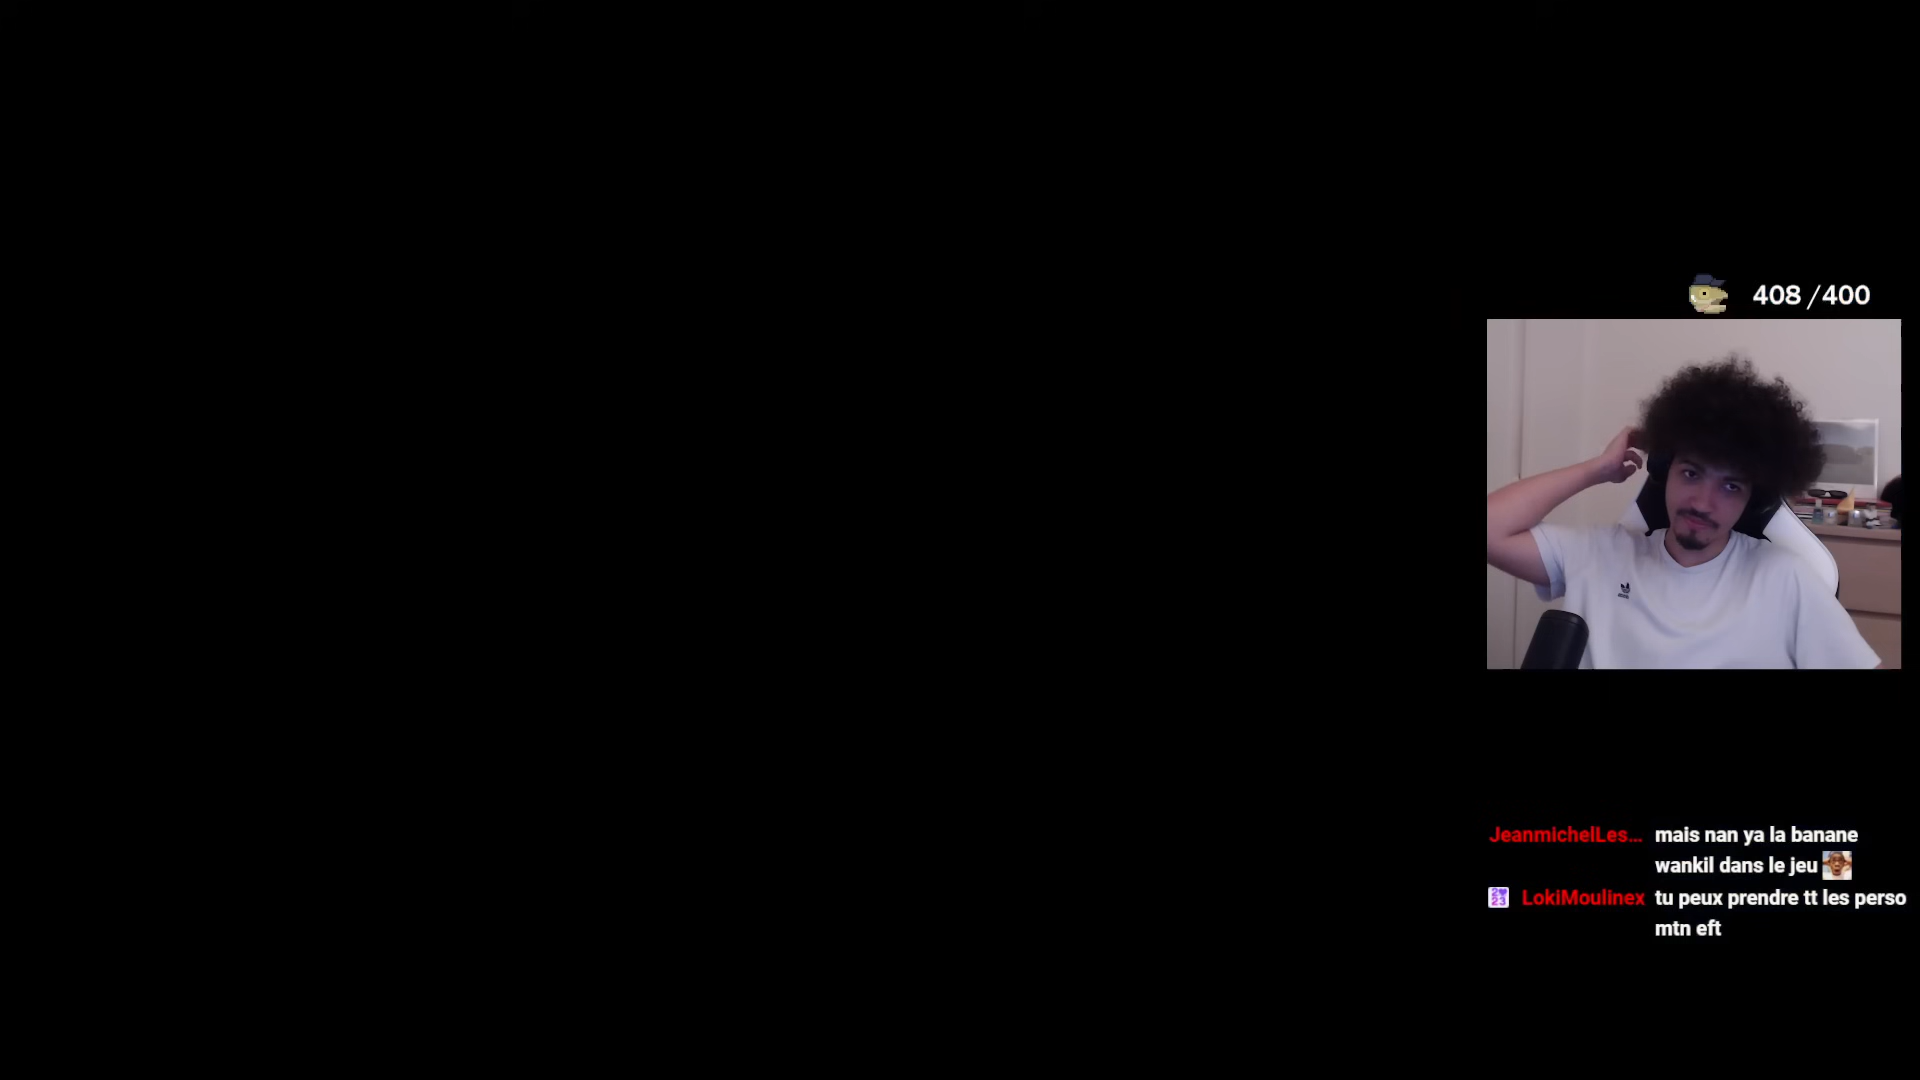 408 /400
JeanmichelLes... mais nan ya la banane
wankil dans le jeu
LokiMoulinex tu peux prendre tt les perso
mtn eft